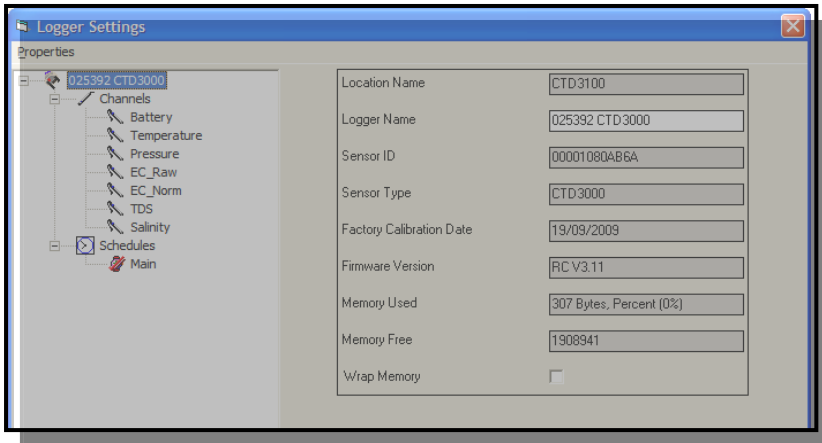 Logger Settings
Properties
025392 CTD3000
Channels
Battery
Temperature
Pressure
EC_Raw
EC_Norm
TDS
Salinity
Schedules
Main
Location Name CTD3100
Logger Name 025392 CTD3000
Sensor ID 00001080AB6A
Sensor Type CTD3000
Factory Calibration Date 19/09/2009
Firmware Version RC V3.11
Memory Used 307 Bytes, Percent (0%)
Memory Free 1908941
Wrap Memory